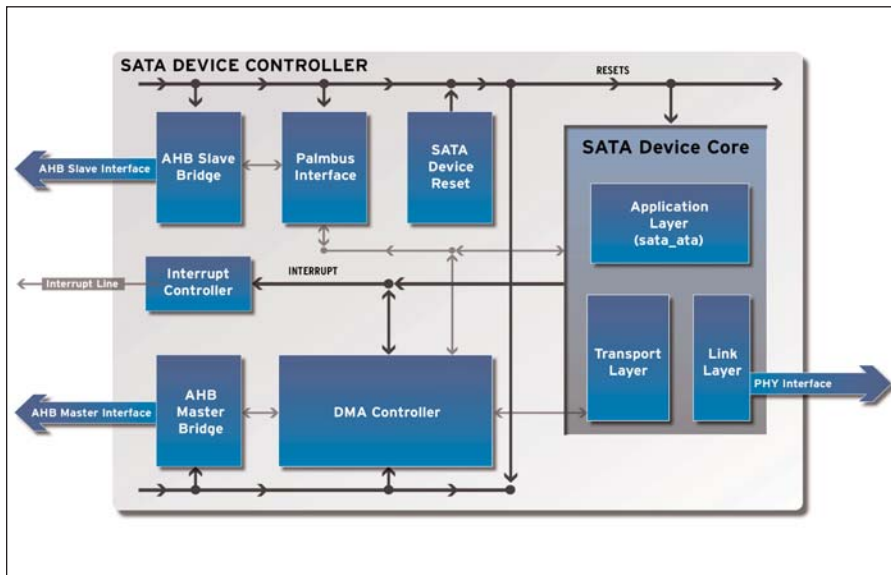 SATA DEVICE CONTROLLER
RESETS
AHB Slave Interface
AHB Slave
Bridge
Palmbus
Interface
SATA
Device
Reset
SATA Device Core
Application
Layer
(sata_ata)
Interrupt Line
Interrupt
Controller
INTERRUPT
Transport
Layer
Link
Layer
PHY Interface
AHB Master Interface
AHB
Master
Bridge
DMA Controller